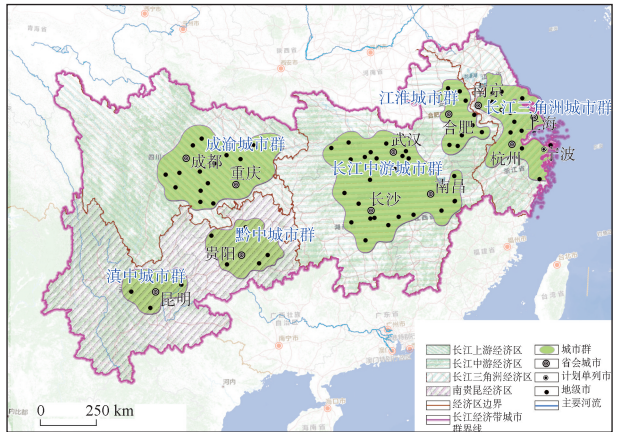 江淮城市群
南京
长江三角洲城市群
上海
合肥
杭州
宁波
成渝城市群
成都
重庆
武汉
长江中游城市群
南昌
长沙
黔中城市群
贵阳
滇中城市群
昆明
长江上游经济区
长江中游经济区
长江三角洲经济区
南贵昆经济区
经济区边界
长江经济带城市
群界线
城市群
省会城市
计划单列市
地级市
主要河流
0 250 km